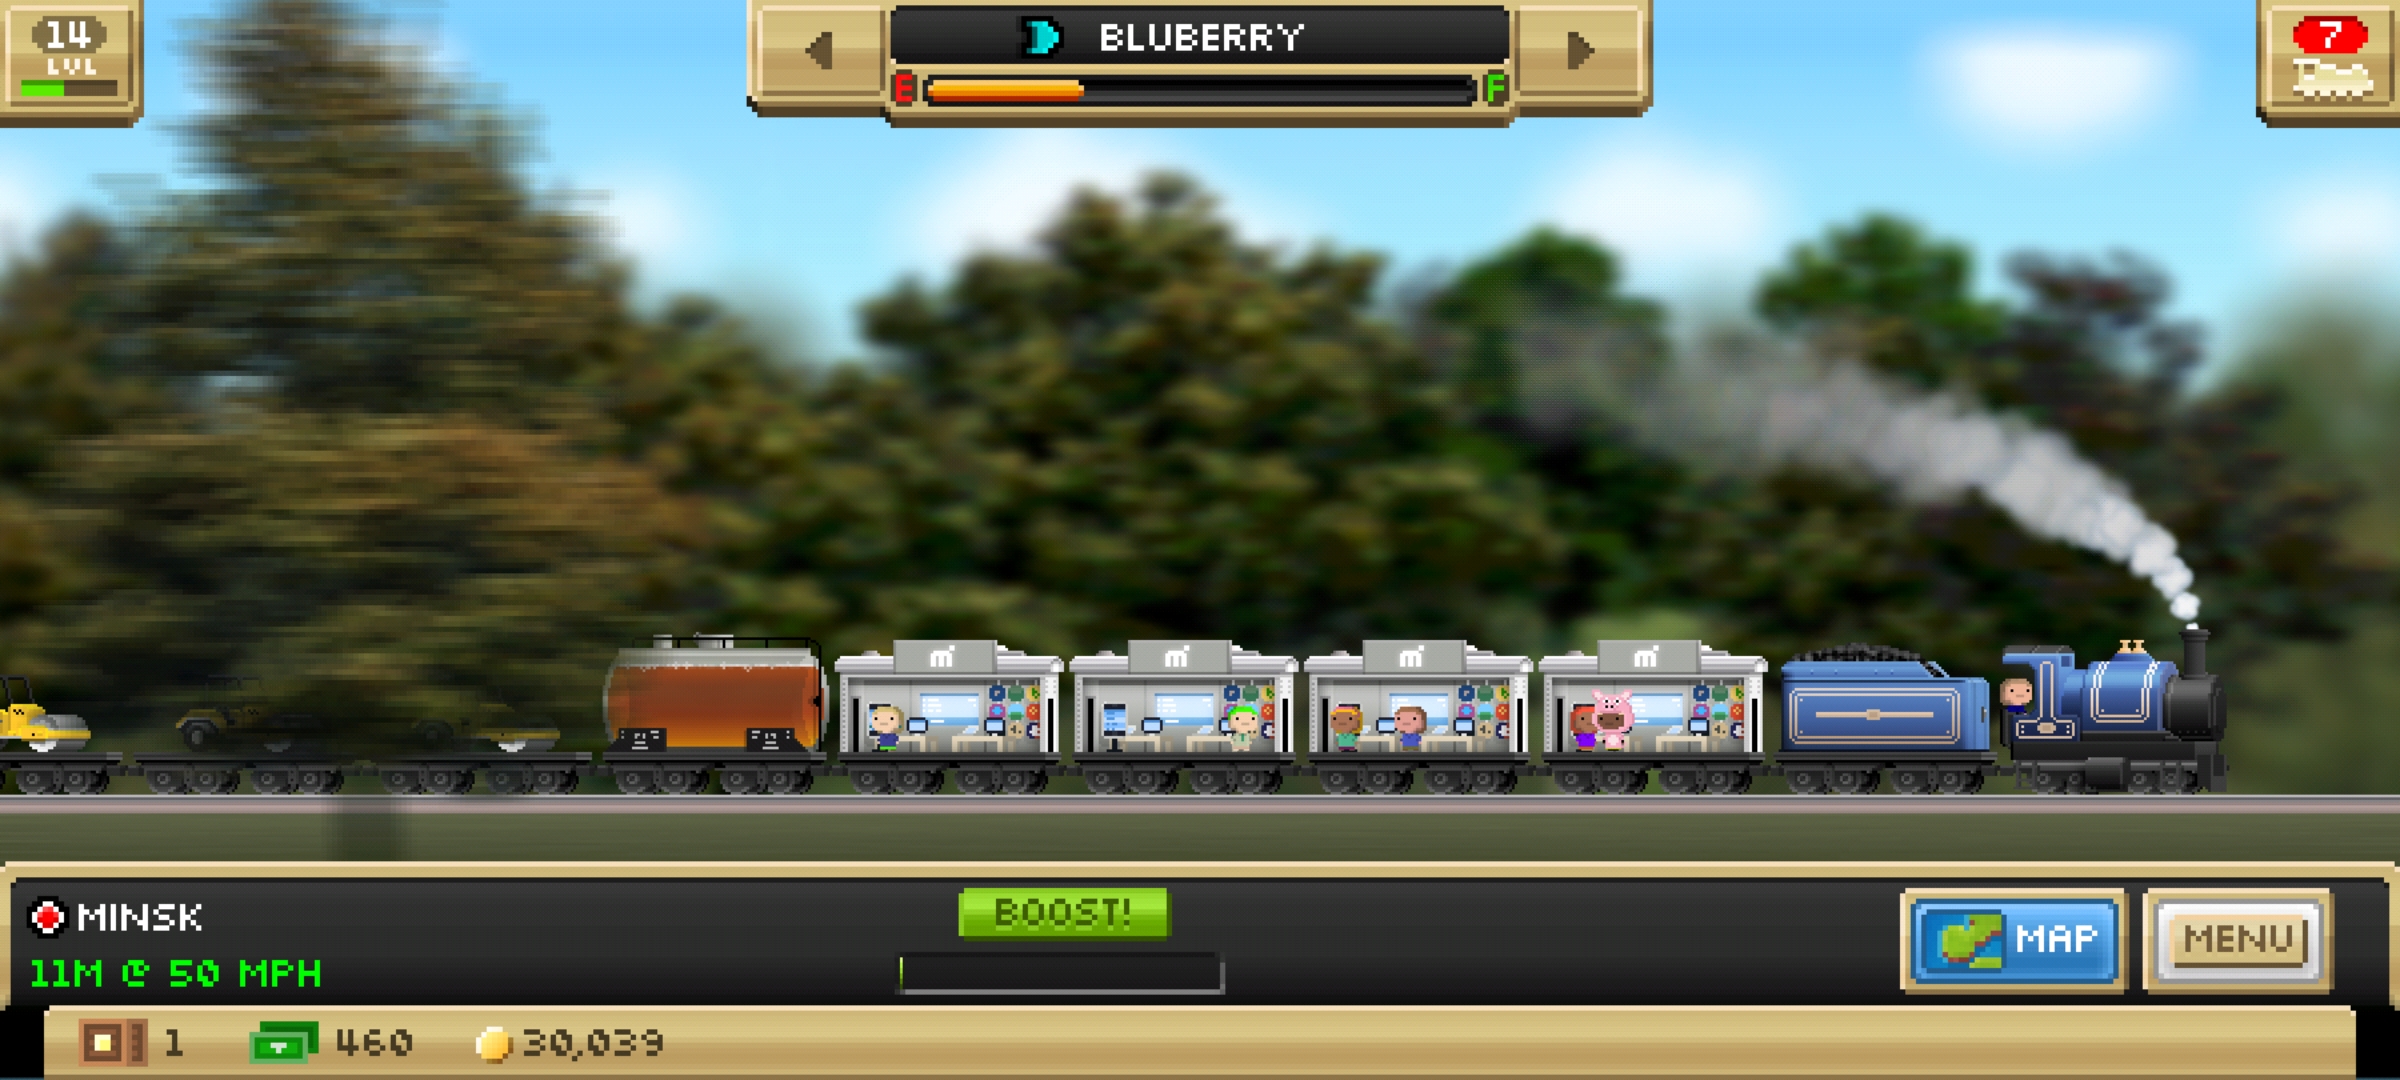 14
LVL
BLUBERRY
E F
7
m m m m
MINSK
11M @ 50 MPH
BOOST!
MAP
MENU
1 460 30,039